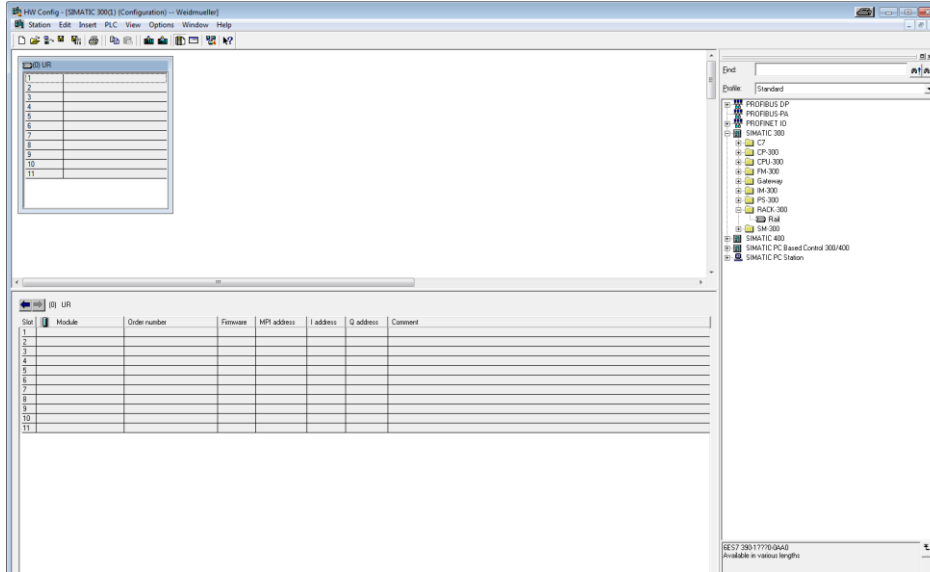 HW Config - [SIMATIC 300(1) (Configuration) -- Weidmueller]
Station Edit Insert PLC View Options Window Help
(0) UR
1
2
3
4
5
6
7
8
9
10
11
Find:
Profile: Standard
PROFIBUS DP
PROFIBUS-PA
PROFINET IO
SIMATIC 300
C7
CP-300
CPU-300
FM-300
Gateway
IM-300
PS-300
RACK-300
Rail
SM-300
SIMATIC 400
SIMATIC PC Based Control 300/400
SIMATIC PC Station
(0) UR
Slot Module Order number Firmware MPI address I address Q address Comment
1
2
3
4
5
6
7
8
9
10
11
6ES7 390-1???0-0AA0
Available in various lengths